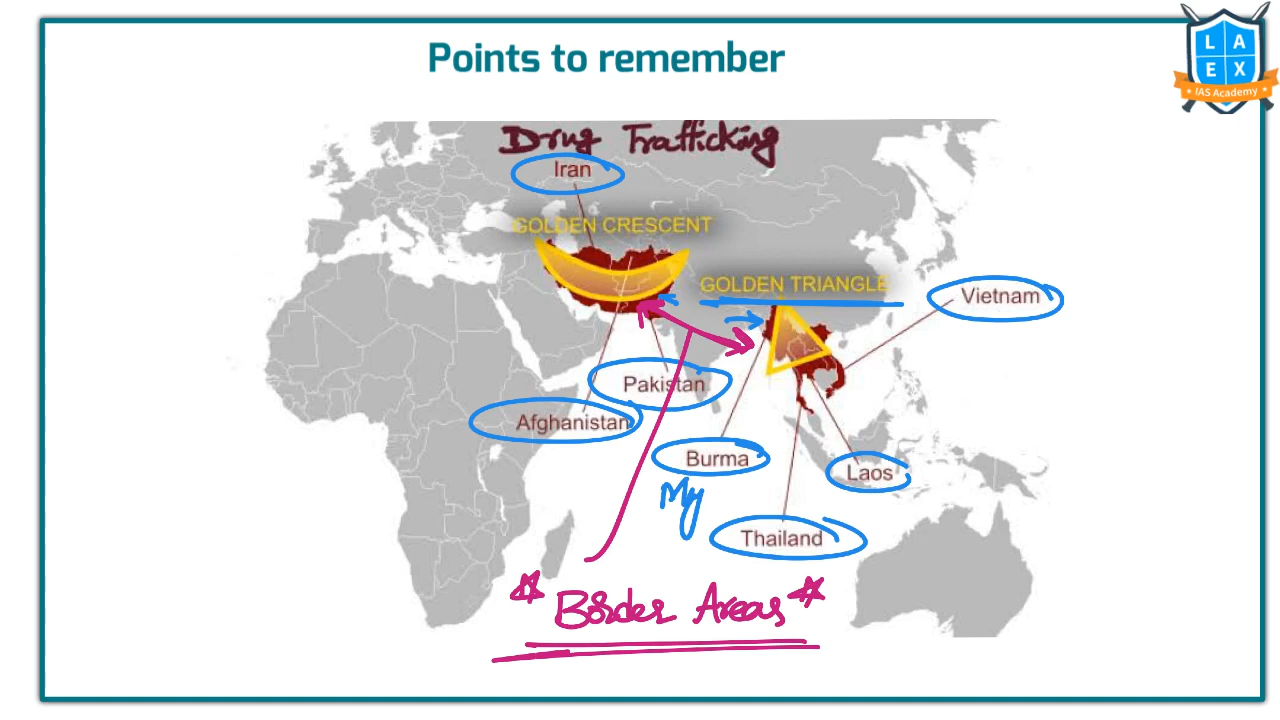 Points to remember
L A
E X
IAS Academy
Drug Trafficking
Iran
GOLDEN CRESCENT
GOLDEN TRIANGLE
Vietnam
Pakistan
Afghanistan
Burma
Laos
My
Thailand
Border Areas